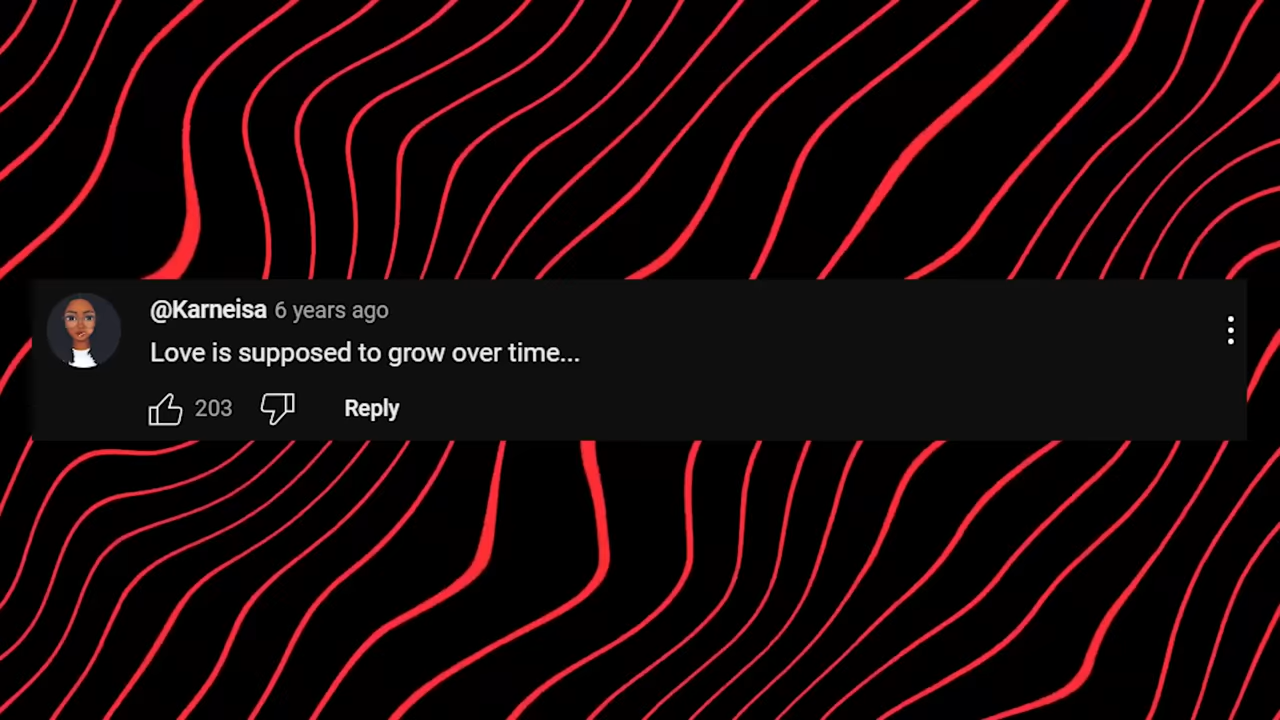 @Karneisa 6 years ago
Love is supposed to grow over time...
203 Reply